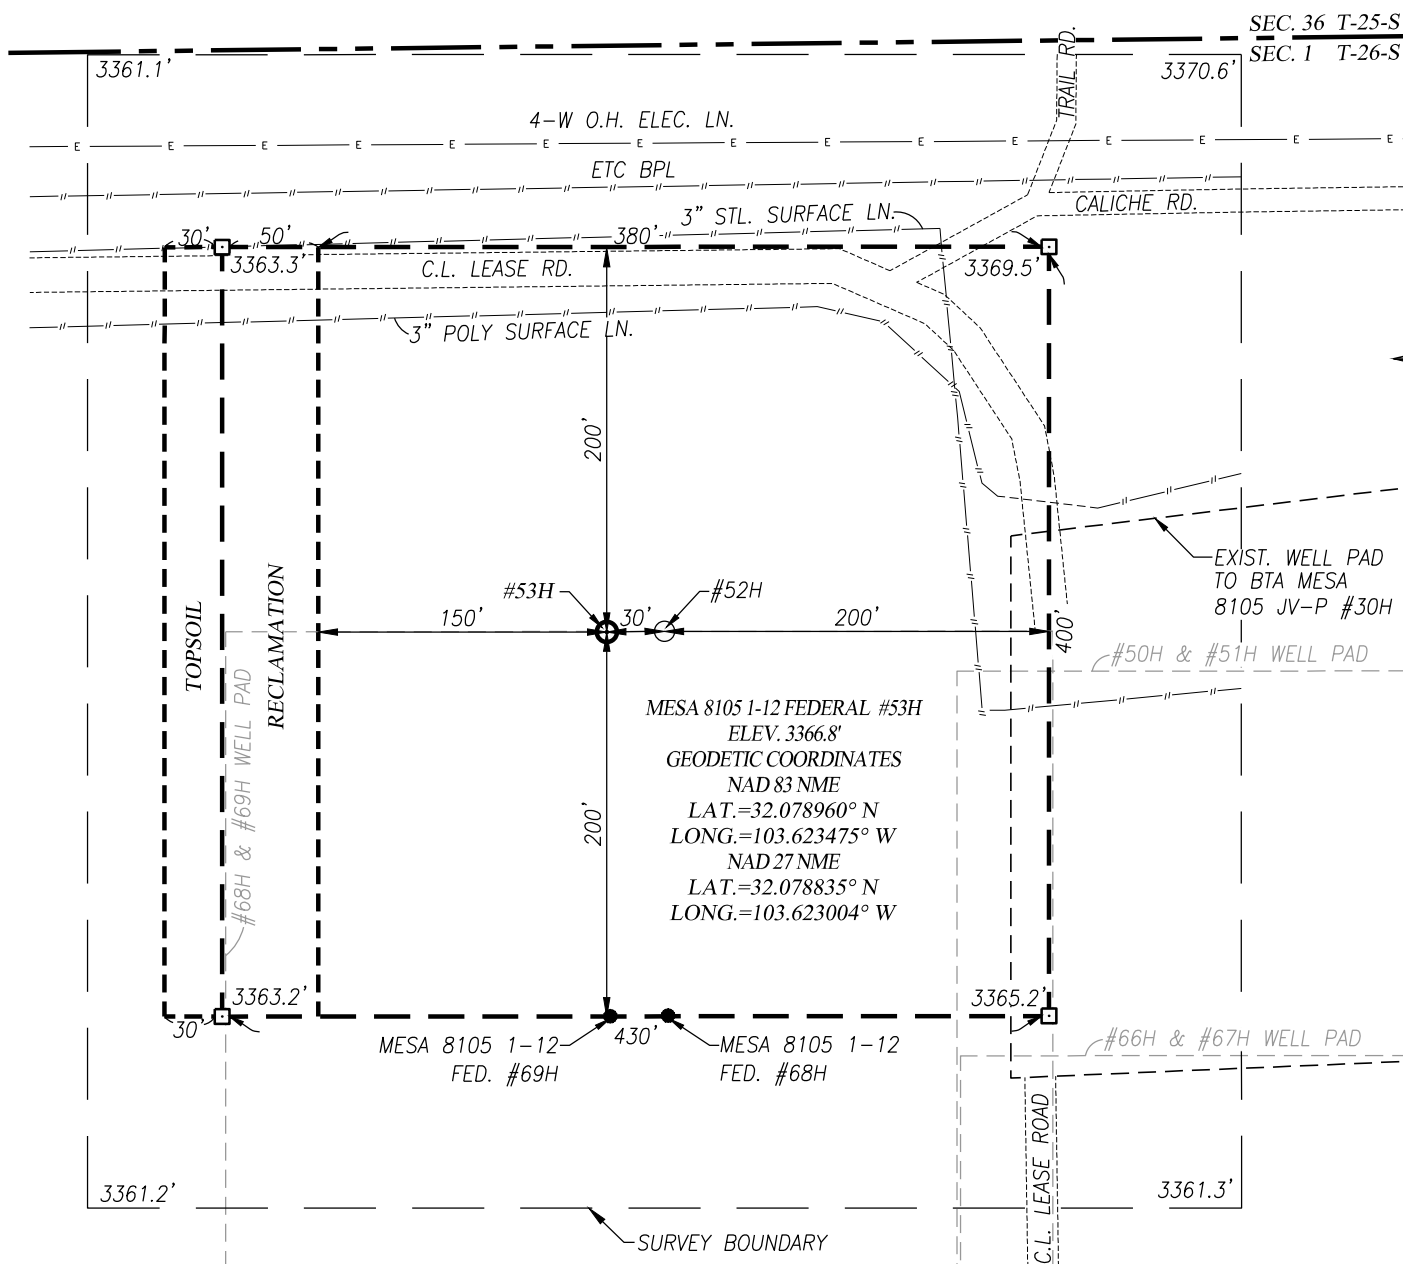 SEC. 36 T-25-S
SEC. 1 T-26-S
3361.1'
3370.6'
TRAIL RD.
4-W O.H. ELEC. LN.
E E E E E E E E E E E E E E E
ETC BPL
CALICHE RD.
3" STL. SURFACE LN.
30'
50'
380'
3363.3'
C.L. LEASE RD.
3369.5'
3" POLY SURFACE LN.
200'
EXIST. WELL PAD
TO BTA MESA
8105 JV-P #30H
#53H
#52H
150'
30'
200'
400'
TOPSOIL
RECLAMATION
#68H & #69H WELL PAD
#50H & #51H WELL PAD
MESA 8105 1-12 FEDERAL #53H
ELEV. 3366.8'
GEODETIC COORDINATES
NAD 83 NME
LAT.=32.078960° N
LONG.=103.623475° W
NAD 27 NME
LAT.=32.078835° N
LONG.=103.623004° W
200'
3363.2'
3365.2'
30'
430'
MESA 8105 1-12
FED. #69H
MESA 8105 1-12
FED. #68H
#66H & #67H WELL PAD
C.L. LEASE ROAD
3361.2'
3361.3'
SURVEY BOUNDARY